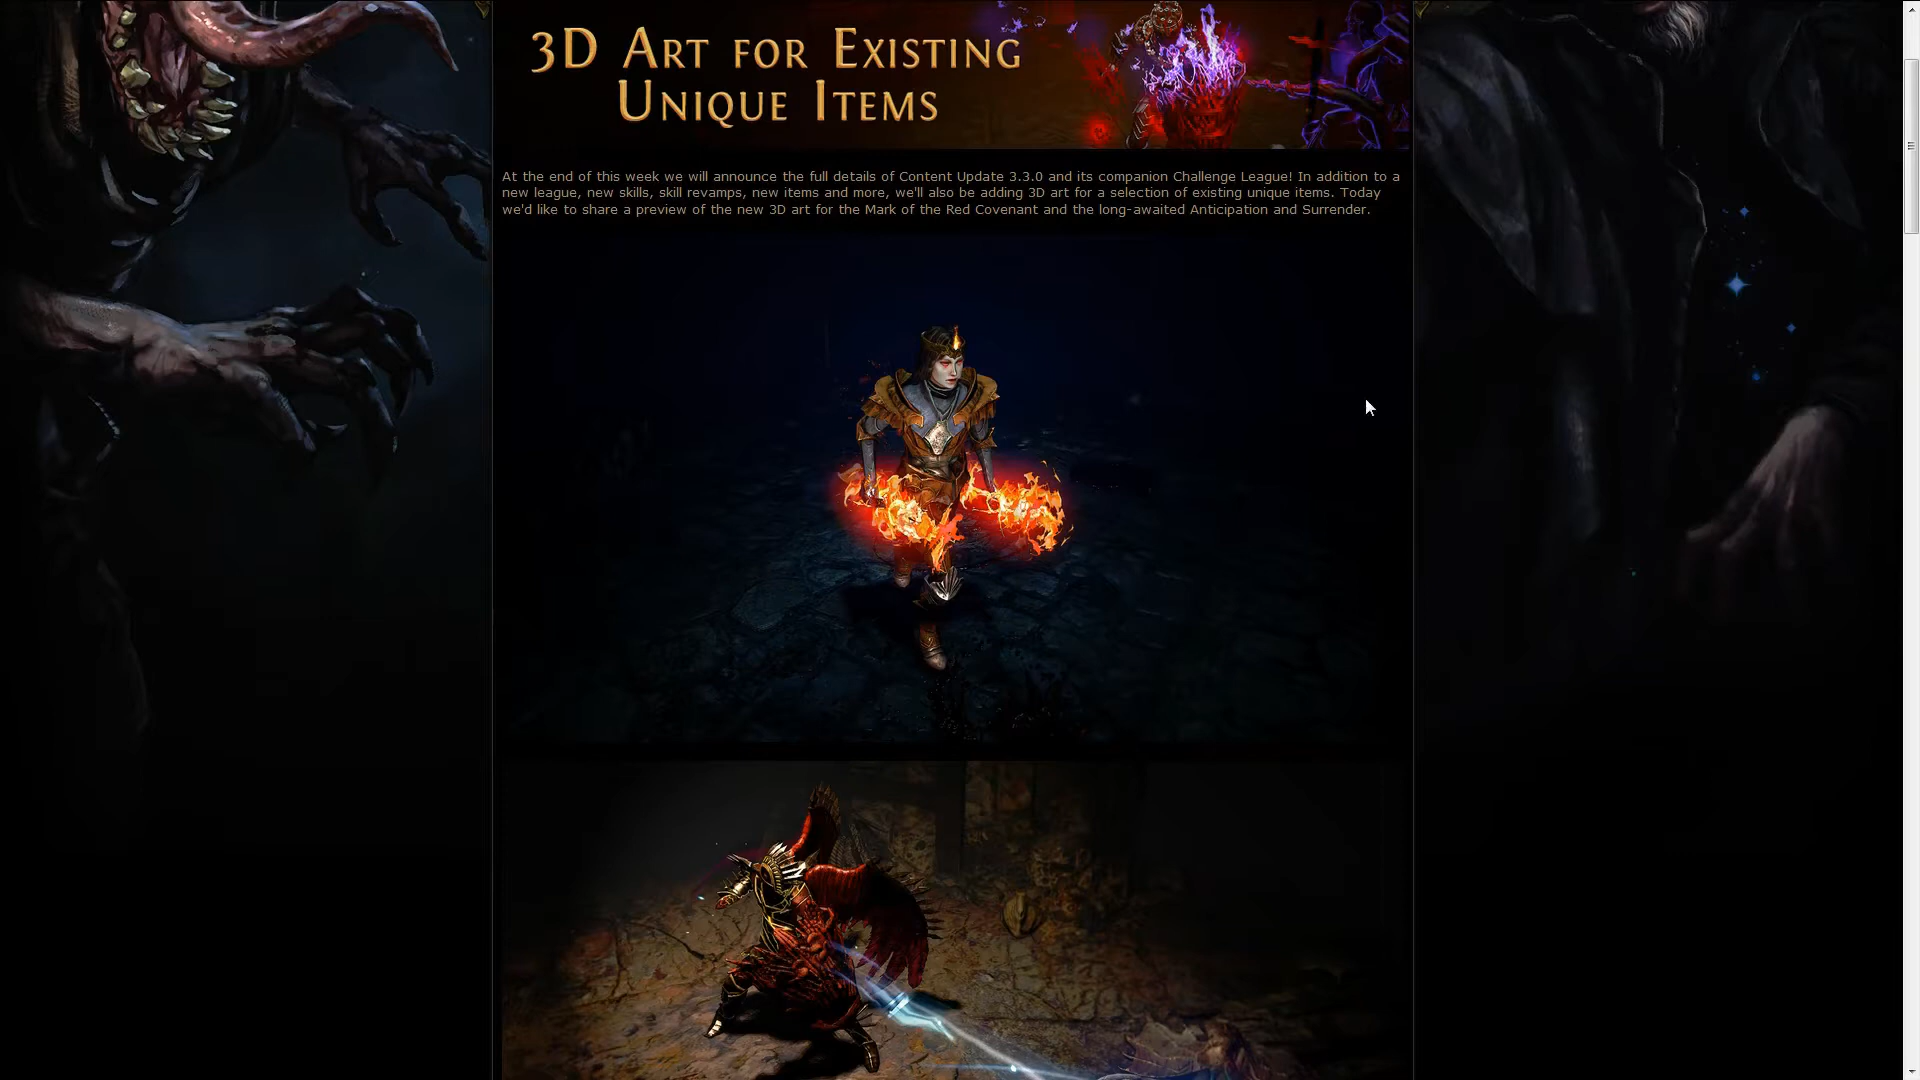 3D Art for Existing
Unique Items
At the end of this week we will announce the full details of Content Update 3.3.0 and its companion Challenge League! In addition to a
new league, new skills, skill revamps, new items and more, we'll also be adding 3D art for a selection of existing unique items. Today
we'd like to share a preview of the new 3D art for the Mark of the Red Covenant and the long-awaited Anticipation and Surrender.